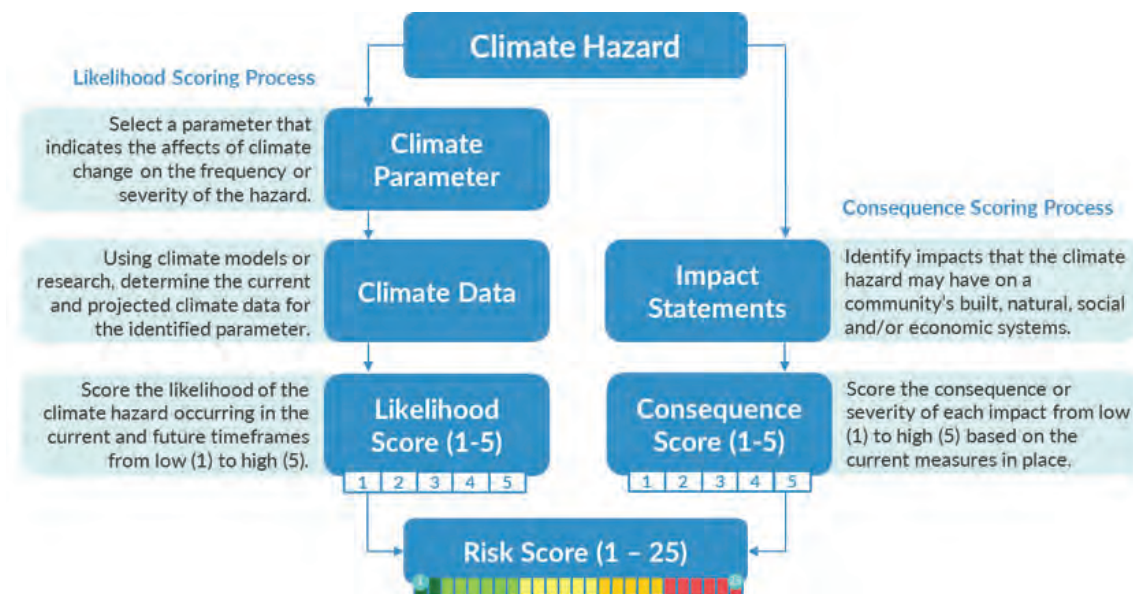 Climate Hazard
Likelihood Scoring Process
Select a parameter that
indicates the affects of climate
change on the frequency or
severity of the hazard.
Climate
Parameter
Consequence Scoring Process
Using climate models or
research, determine the current
and projected climate data for
the identified parameter.
Climate Data
Impact
Statements
Identify impacts that the climate
hazard may have on a
community's built, natural, social
and/or economic systems.
Score the likelihood of the
climate hazard occurring in the
current and future timeframes
from low (1) to high (5).
Likelihood
Score (1-5)
1 2 3 4 5
Consequence
Score (1-5)
1 2 3 4 5
Score the consequence or
severity of each impact from low
(1) to high (5) based on the
current measures in place.
Risk Score (1 – 25)